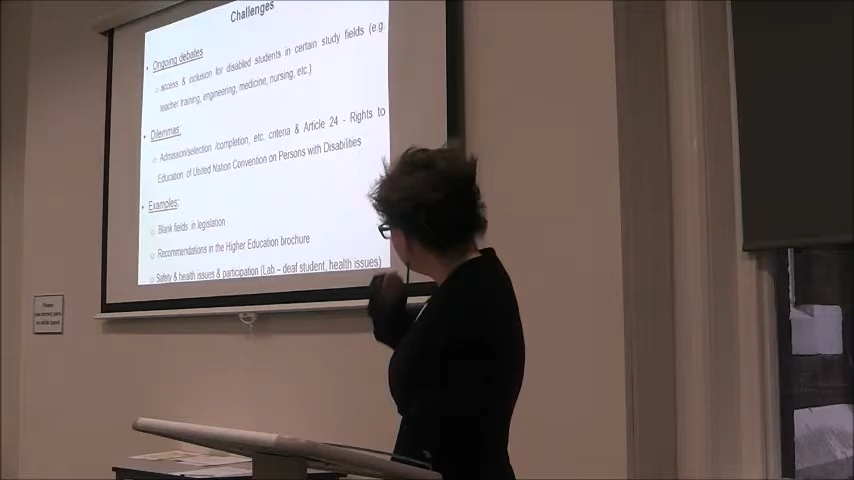 Challenges
• Ongoing debates
○ access & inclusion for disabled students in certain study fields (e.g.
teacher training, engineering, medicine, nursing, etc.)
• Dilemmas
○ Admission/selection /completion, etc. criteria & Article 24 - Rights to
Education of United Nation Convention on Persons with Disabilities
• Examples:
○ Blank fields in legislation
○ Recommendations in the Higher Education brochure
○ Safety & health issues & participation (Lab – deaf student, health issues)